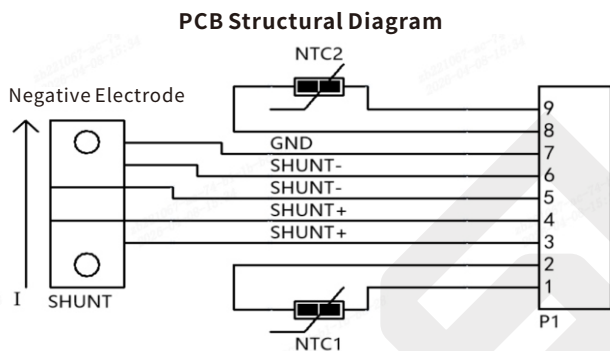 PCB Structural Diagram
NTC2
Negative Electrode
9
8
GND
7
SHUNT-
6
SHUNT-
5
SHUNT+
4
SHUNT+
3
2
1
I
SHUNT
P1
NTC1